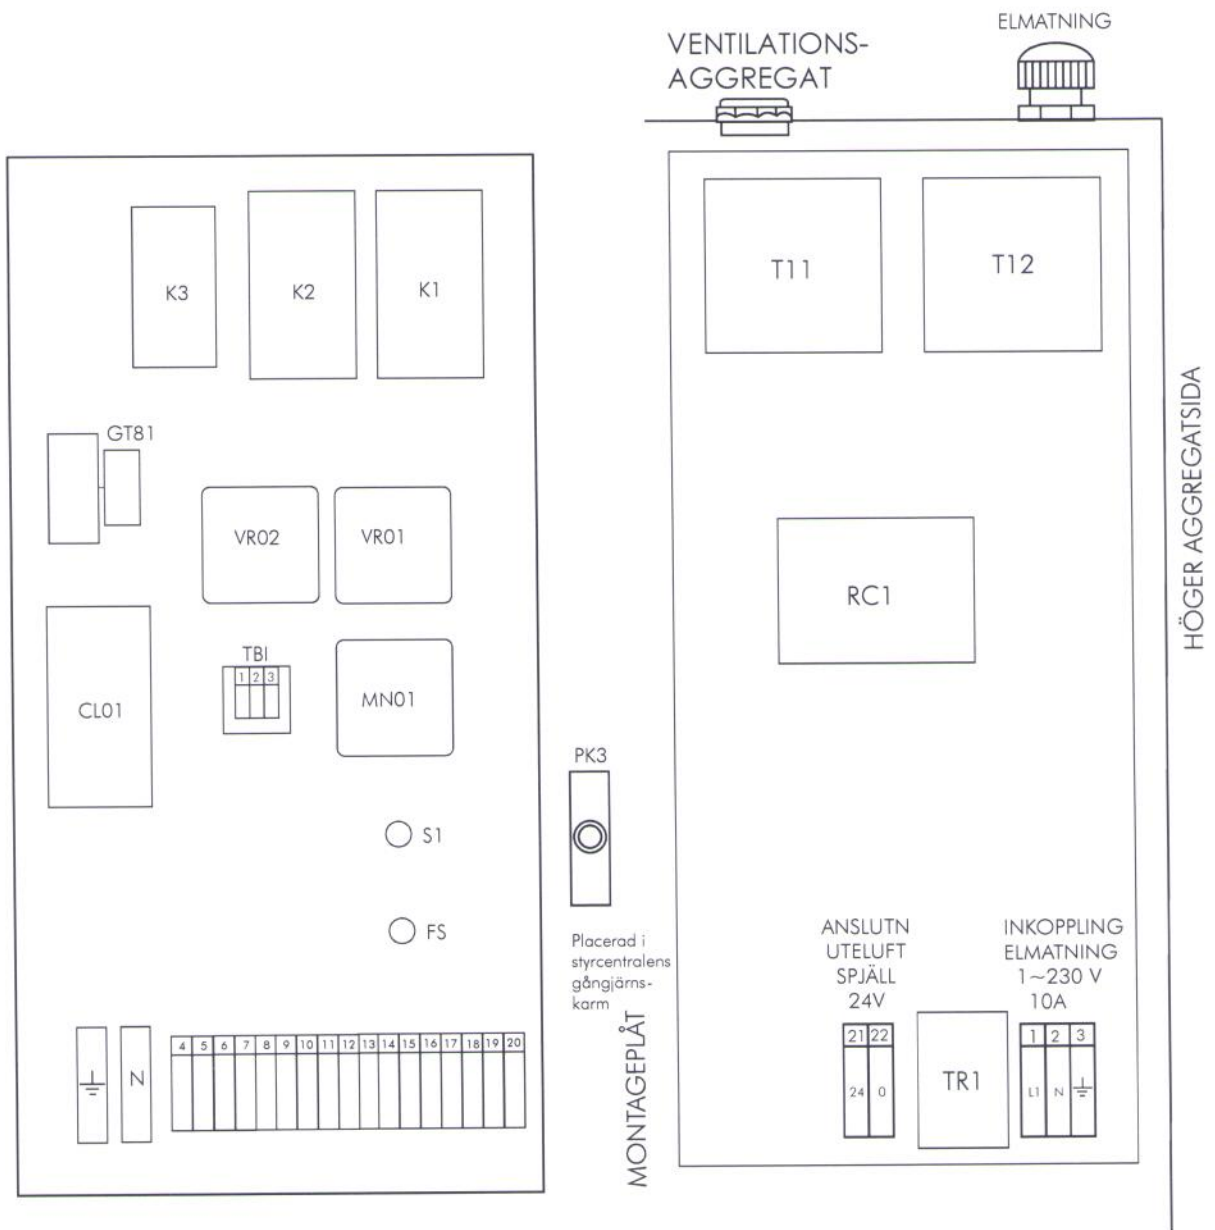 ELMATNING
VENTILATIONS-
AGGREGAT
K3
K2
K1
T11
T12
GT81
VR02
VR01
HÖGER AGGREGATSIDA
RC1
TBI
1 2 3
CL01
MN01
PK3
S1
FS
Placerad i
styrcentralens
gångjärns-
karm
MONTAGEPLÅT
ANSLUTN
UTELUFT
SPJÄLL
24V
INKOPPLING
ELMATNING
1~230 V
10A
N
4 5 6 7 8 9 10 11 12 13 14 15 16 17 18 19 20
21 22
24 0
TR1
1 2 3
L1 N